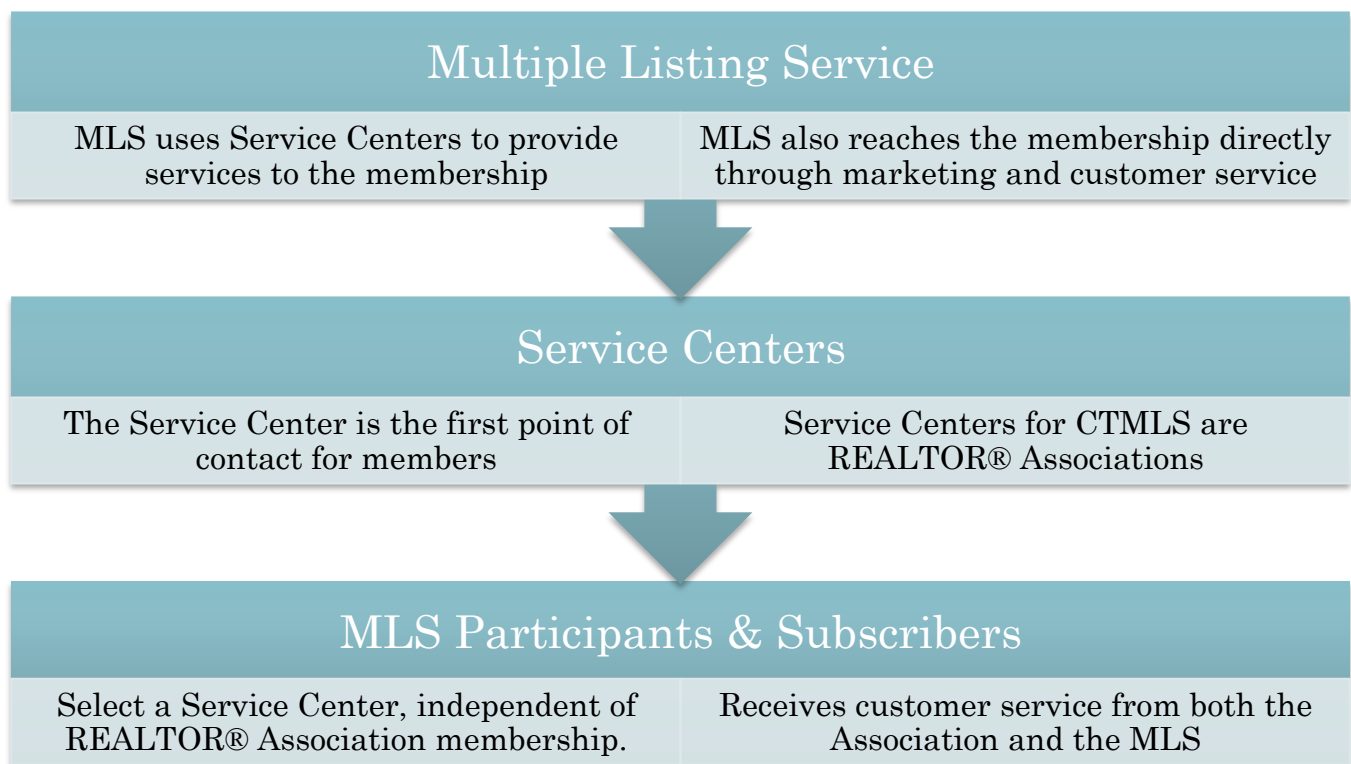 Multiple Listing Service
MLS uses Service Centers to provide
services to the membership
MLS also reaches the membership directly
through marketing and customer service
Service Centers
The Service Center is the first point of
contact for members
Service Centers for CTMLS are
REALTOR® Associations
MLS Participants & Subscribers
Select a Service Center, independent of
REALTOR® Association membership.
Receives customer service from both the
Association and the MLS